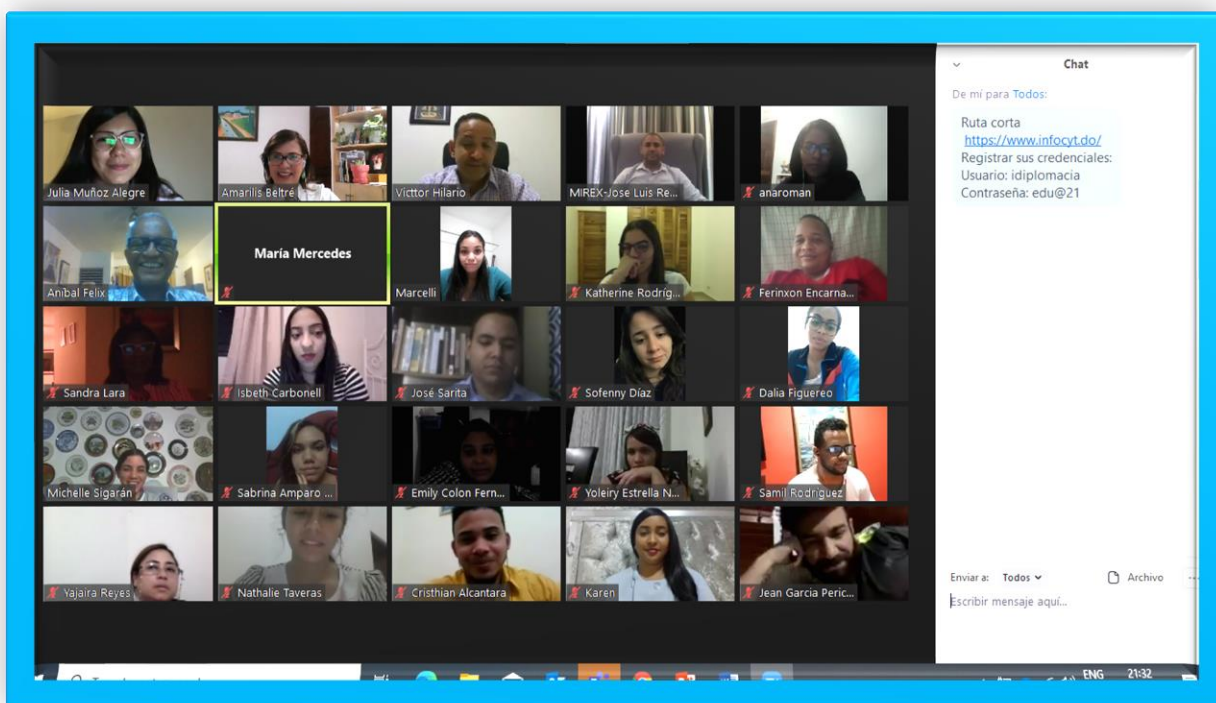 Chat
De mí para Todos:
Ruta corta
https://www.infocyt.do/
Registrar sus credenciales:
Usuario: idiplomacia
Contraseña: edu@21
Julia Muñoz Alegre
Amarilis Beltré
Victtor Hilario
MIREX-Jose Luis Re...
anaroman
Aníbal Felix
María Mercedes
Marcelli
Katherine Rodríg...
Ferinxon Encarna...
Sandra Lara
Isbeth Carbonell
José Sarita
Sofenny Díaz
Dalia Figuereo
Michelle Sigarán
Sabrina Amparo ...
Emily Colon Fern...
Yoleiry Estrella N...
Samil Rodriguez
Yajaira Reyes
Nathalie Taveras
Cristhian Alcantara
Karen
Jean Garcia Peric...
Enviar a: Todos
Archivo
Escribir mensaje aquí...
ENG
21:32